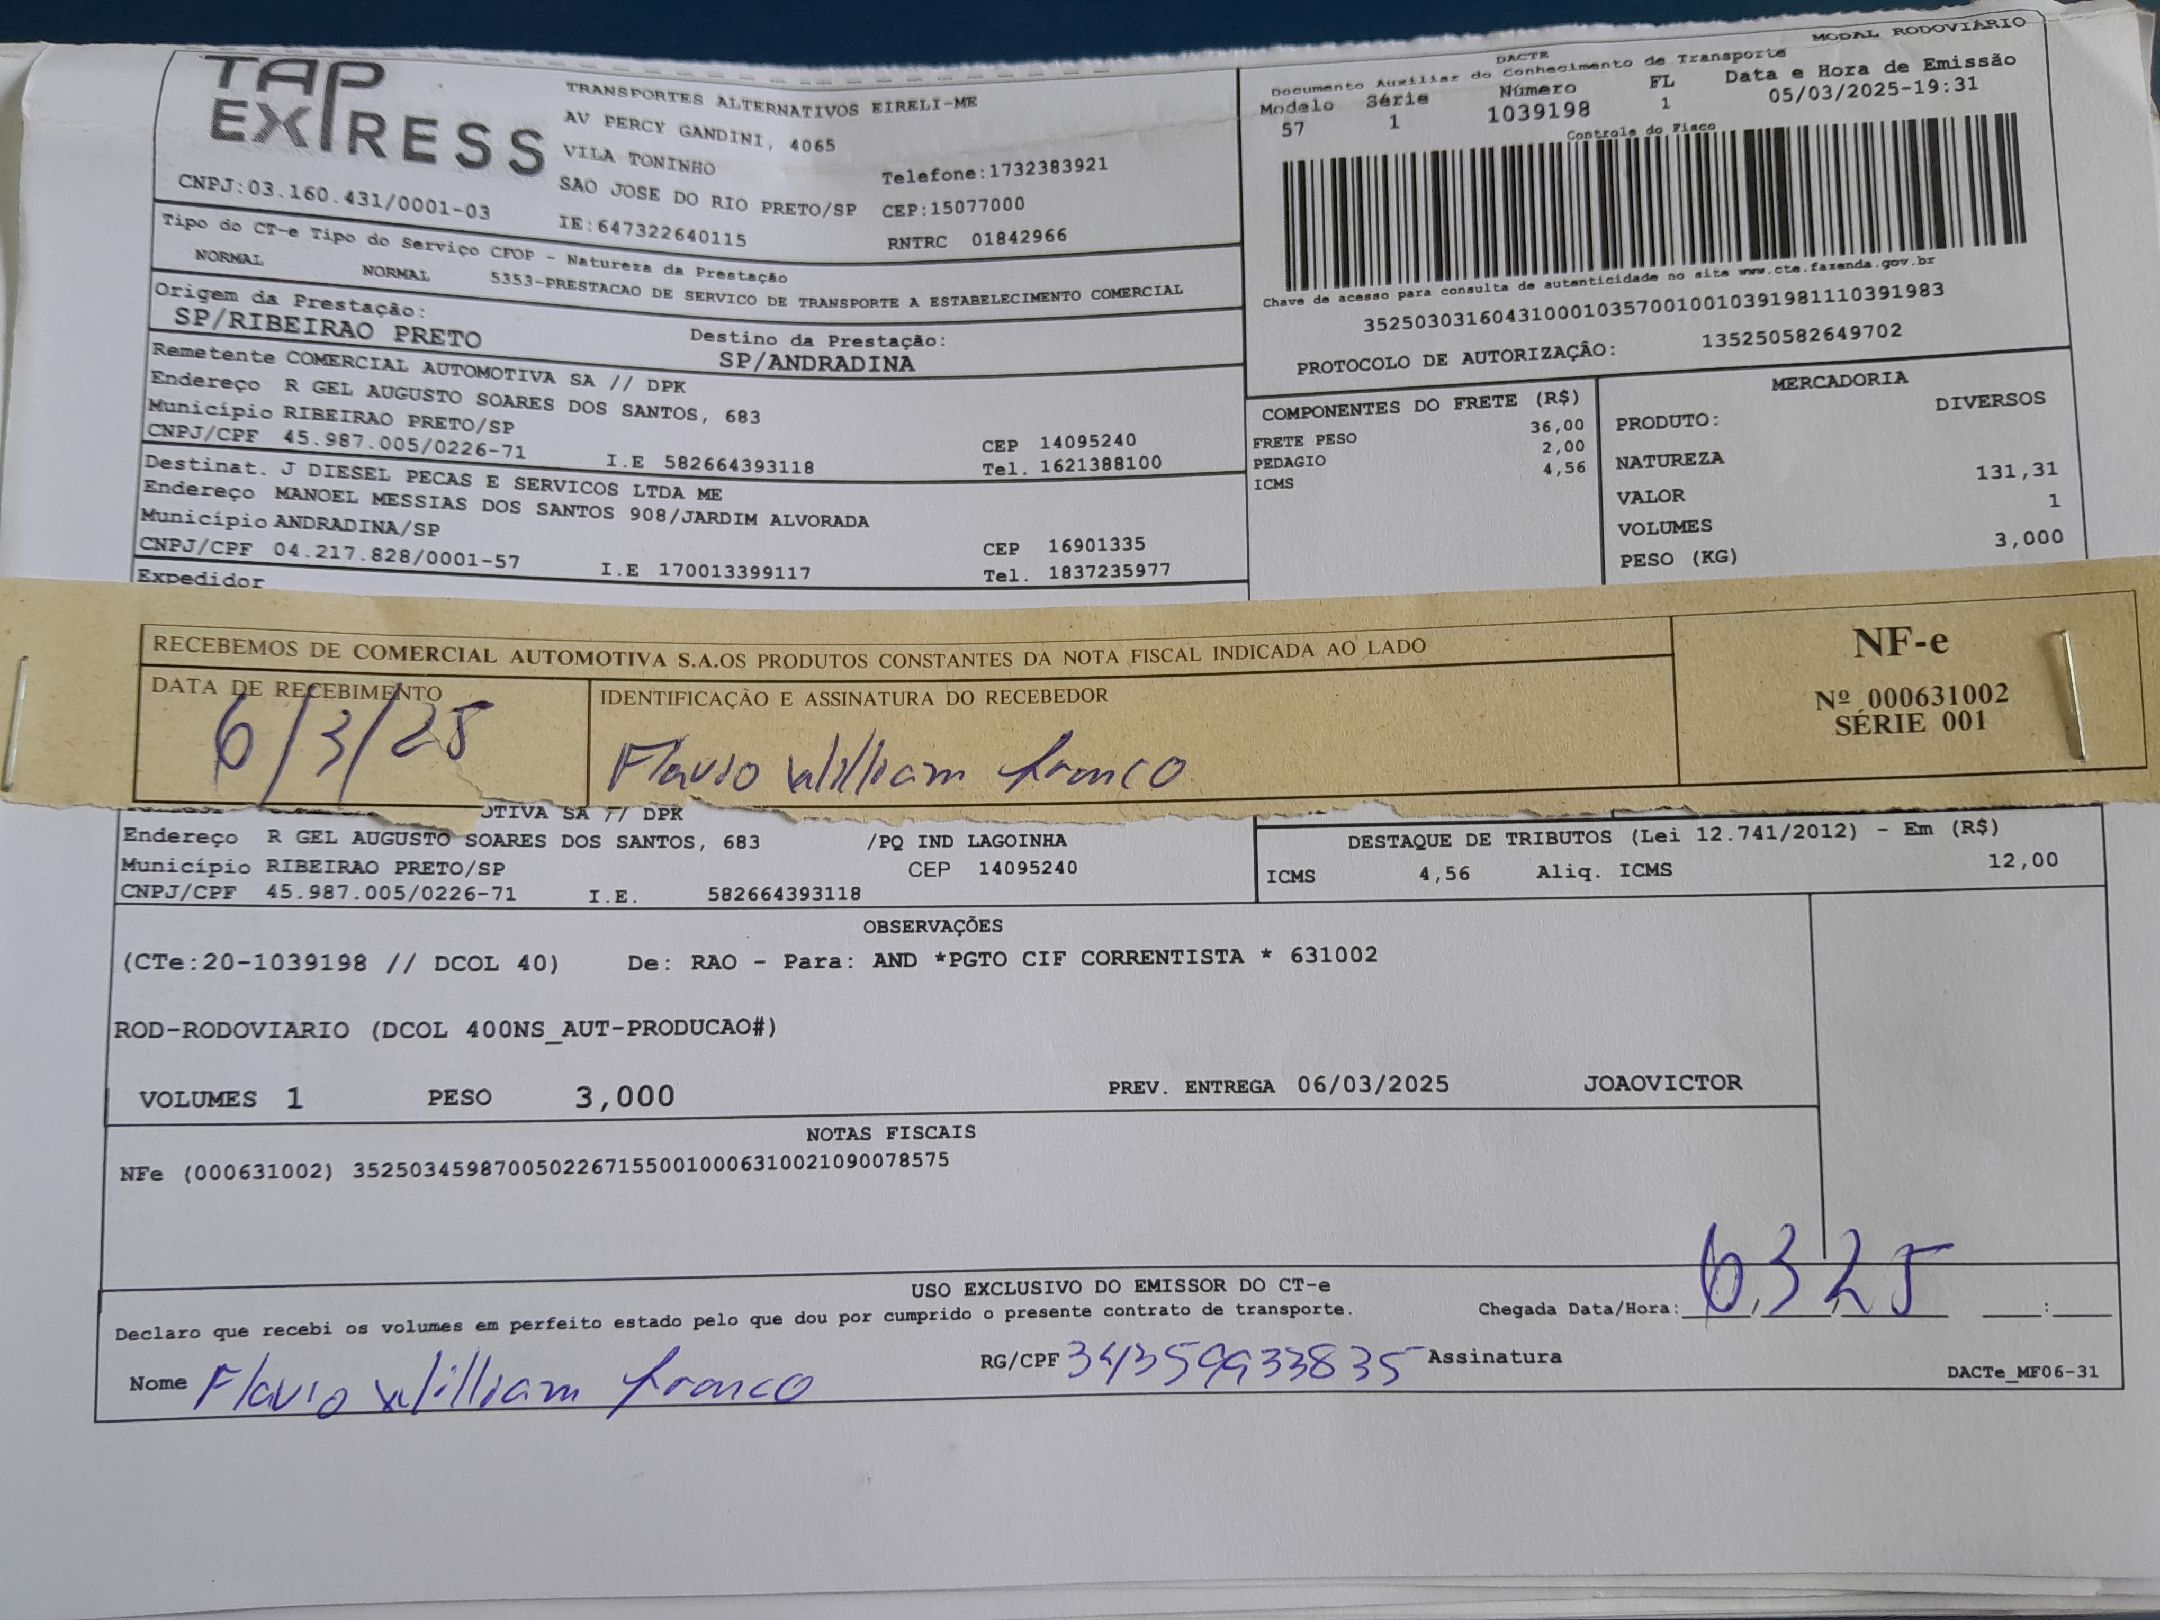 TAP EXPRESS
TRANSPORTES ALTERNATIVOS EIRELI-ME
AV PERCY GANDINI, 4065
VILA TONINHO
SAO JOSE DO RIO PRETO/SP
Telefone:1732383921
CEP:15077000
CNPJ:03.160.431/0001-03
IE:647322640115
RNTRC 01842966
Tipo do CT-e Tipo do Serviço CFOP - Natureza da Prestação
NORMAL NORMAL 5353-PRESTACAO DE SERVICO DE TRANSPORTE A ESTABELECIMENTO COMERCIAL
Origem da Prestação:
SP/RIBEIRAO PRETO
Destino da Prestação:
SP/ANDRADINA
Remetente COMERCIAL AUTOMOTIVA SA // DPK
Endereço R GEL AUGUSTO SOARES DOS SANTOS, 683
Município RIBEIRAO PRETO/SP
CEP 14095240
CNPJ/CPF 45.987.005/0226-71 I.E 582664393118 Tel. 1621388100
Destinat. J DIESEL PECAS E SERVICOS LTDA ME
Endereço MANOEL MESSIAS DOS SANTOS 908/JARDIM ALVORADA
Município ANDRADINA/SP
CEP 16901335
CNPJ/CPF 04.217.828/0001-57 I.E 170013399117 Tel. 1837235977
Expedidor
MODAL RODOVIÁRIO
DACTE
Documento Auxiliar do Conhecimento de Transporte
Modelo Série Número FL Data e Hora de Emissão
57 1 1039198 1 05/03/2025-19:31
Controle do Fisco
Chave de acesso para consulta de autenticidade no site www.cte.fazenda.gov.br
35250303160431000103570010010391981110391983
PROTOCOLO DE AUTORIZAÇÃO: 135250582649702
COMPONENTES DO FRETE (R$)
FRETE PESO 36,00
PEDAGIO 2,00
ICMS 4,56
MERCADORIA
PRODUTO: DIVERSOS
NATUREZA
VALOR 131,31
VOLUMES 1
PESO (KG) 3,000
RECEBEMOS DE COMERCIAL AUTOMOTIVA S.A.OS PRODUTOS CONSTANTES DA NOTA FISCAL INDICADA AO LADO
DATA DE RECEBIMENTO
6/3/25
IDENTIFICAÇÃO E ASSINATURA DO RECEBEDOR
Flavio William Franco
NF-e
Nº 000631002
SÉRIE 001
OTIVA SA // DPK
Endereço R GEL AUGUSTO SOARES DOS SANTOS, 683 /PQ IND LAGOINHA
Município RIBEIRAO PRETO/SP CEP 14095240
CNPJ/CPF 45.987.005/0226-71 I.E. 582664393118
DESTAQUE DE TRIBUTOS (Lei 12.741/2012) - Em (R$)
ICMS 4,56 Aliq. ICMS 12,00
OBSERVAÇÕES
(CTe:20-1039198 // DCOL 40) De: RAO - Para: AND *PGTO CIF CORRENTISTA * 631002
ROD-RODOVIARIO (DCOL 400NS_AUT-PRODUCAO#)
VOLUMES 1 PESO 3,000 PREV. ENTREGA 06/03/2025 JOAOVICTOR
NOTAS FISCAIS
NFe (000631002) 35250345987005022671550010006310021090078575
USO EXCLUSIVO DO EMISSOR DO CT-e
Declaro que recebi os volumes em perfeito estado pelo que dou por cumprido o presente contrato de transporte.
Chegada Data/Hora: 6/3/25 :
Nome Flavio William Franco RG/CPF 34359933835 Assinatura
DACTe_MF06-31